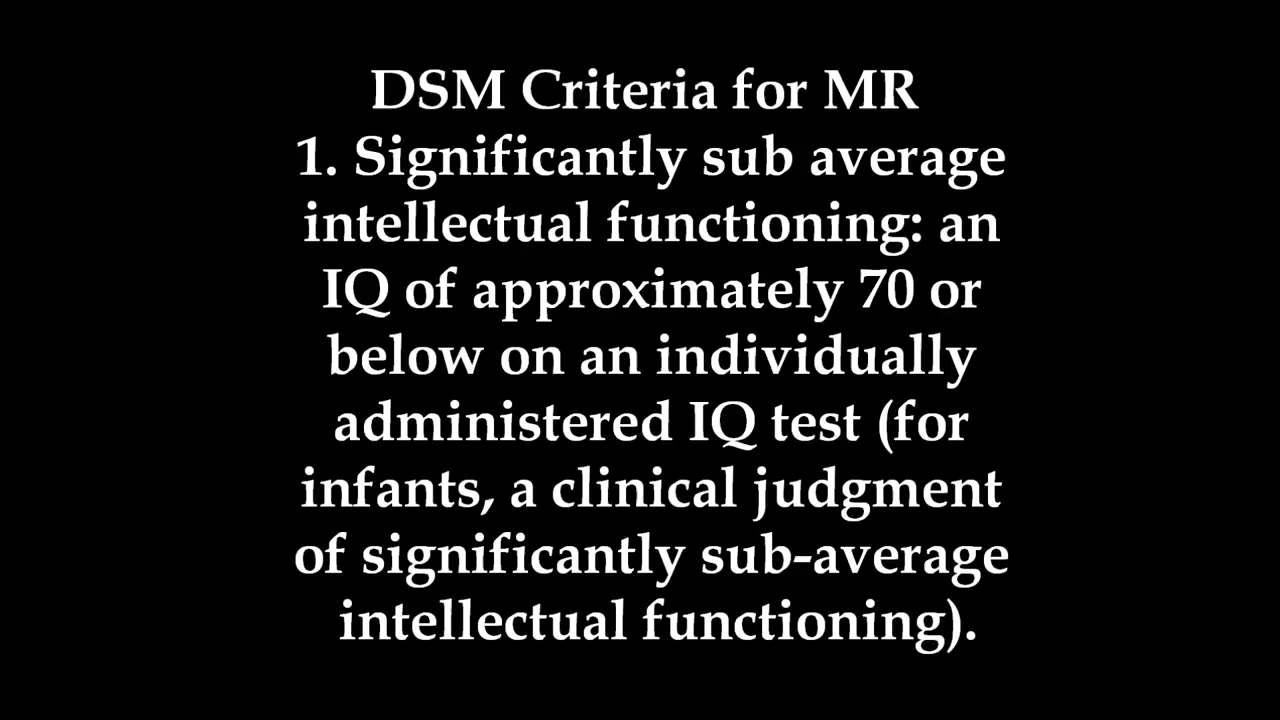 DSM Criteria for MR
1. Significantly sub average
intellectual functioning: an
IQ of approximately 70 or
below on an individually
administered IQ test (for
infants, a clinical judgment
of significantly sub-average
intellectual functioning).